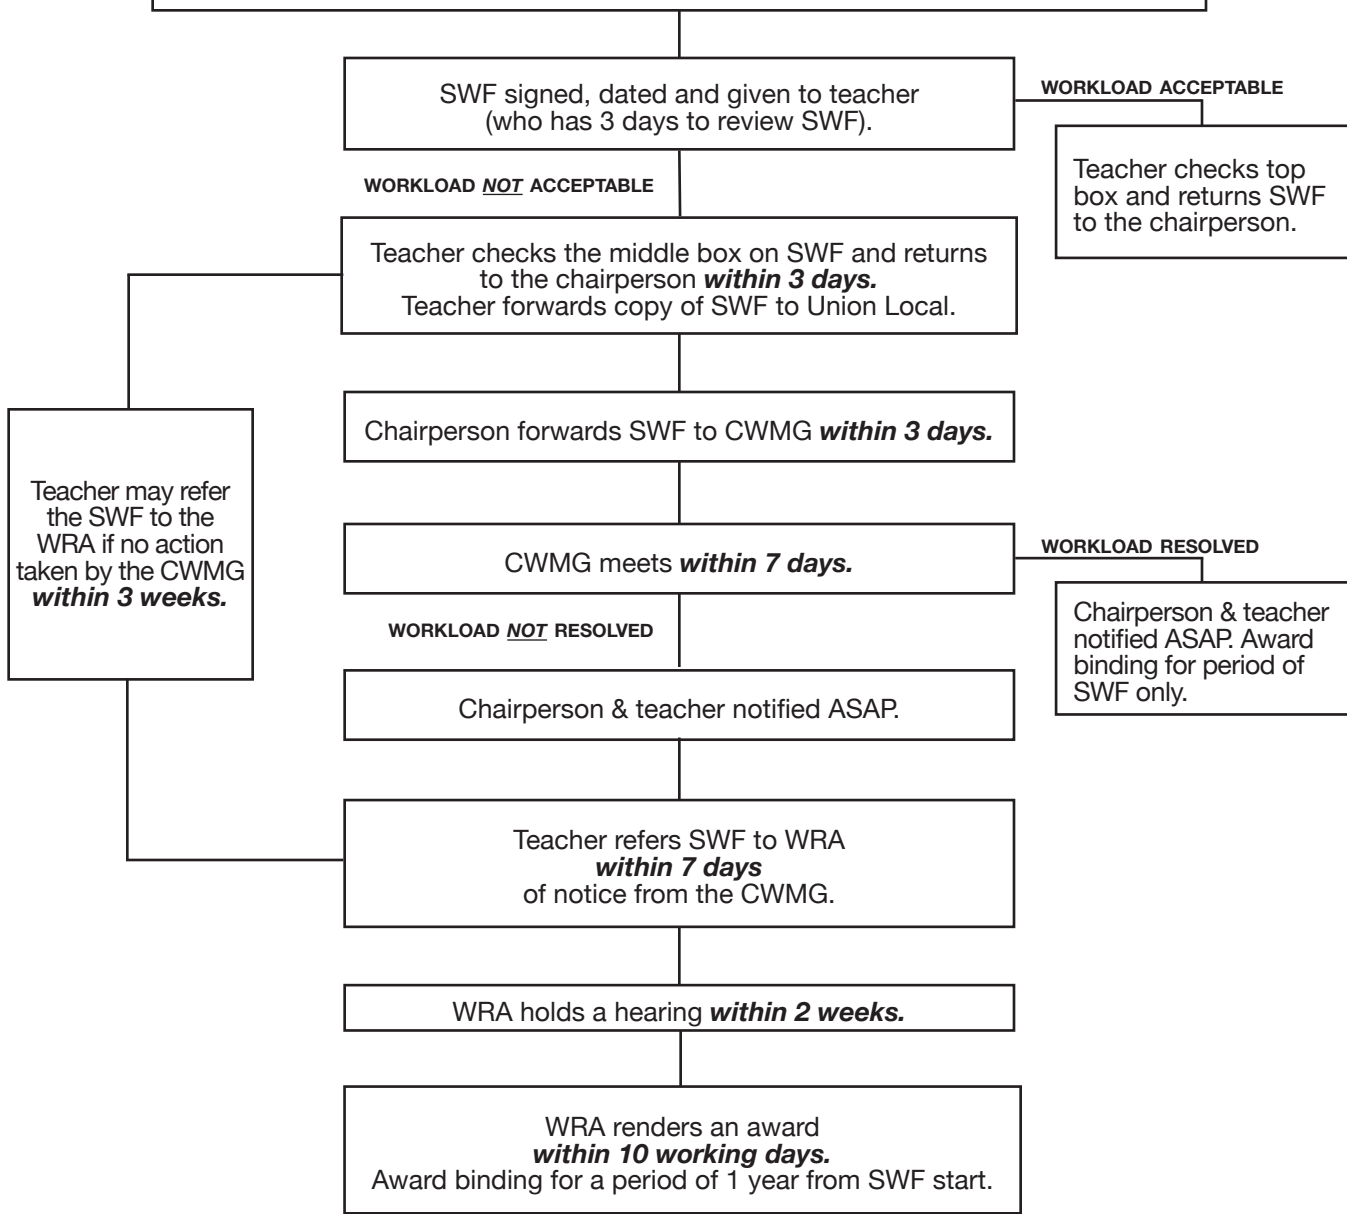 SWF signed, dated and given to teacher
(who has 3 days to review SWF).
WORKLOAD ACCEPTABLE
Teacher checks top
box and returns SWF
to the chairperson.
WORKLOAD NOT ACCEPTABLE
Teacher checks the middle box on SWF and returns
to the chairperson within 3 days.
Teacher forwards copy of SWF to Union Local.
Chairperson forwards SWF to CWMG within 3 days.
Teacher may refer
the SWF to the
WRA if no action
taken by the CWMG
within 3 weeks.
CWMG meets within 7 days.
WORKLOAD RESOLVED
Chairperson & teacher
notified ASAP. Award
binding for period of
SWF only.
WORKLOAD NOT RESOLVED
Chairperson & teacher notified ASAP.
Teacher refers SWF to WRA
within 7 days
of notice from the CWMG.
WRA holds a hearing within 2 weeks.
WRA renders an award
within 10 working days.
Award binding for a period of 1 year from SWF start.